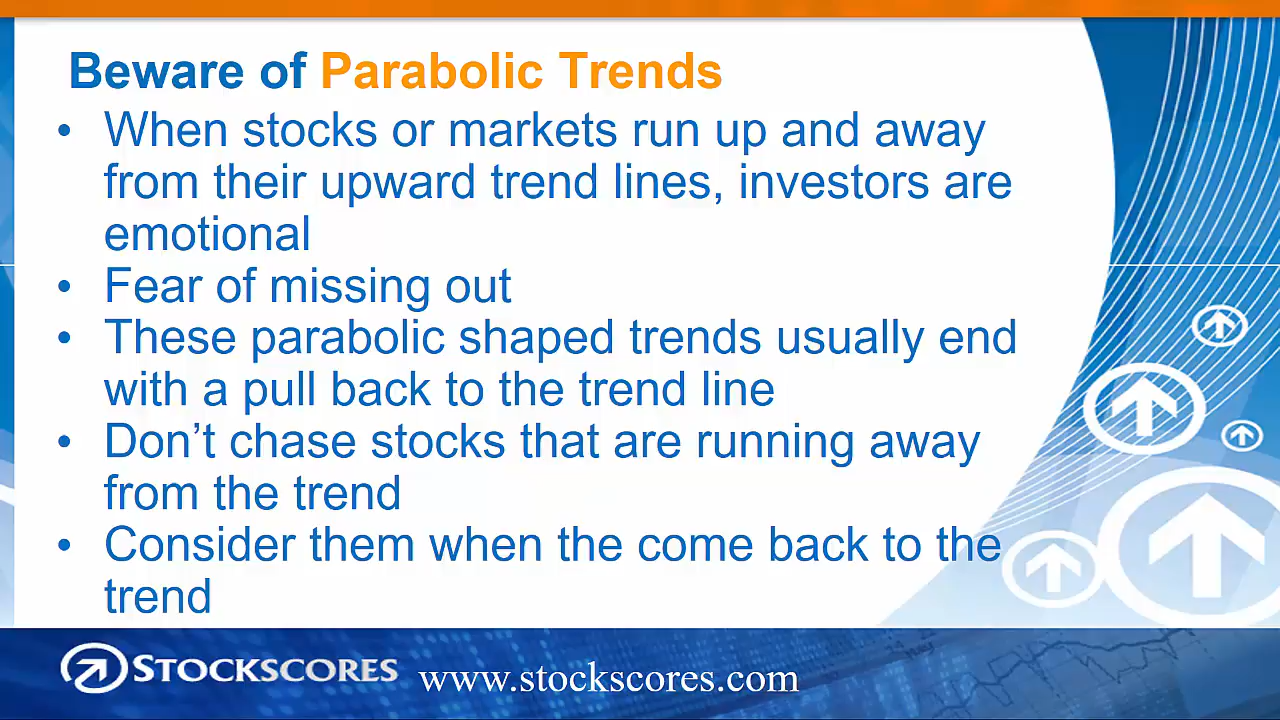 Beware of Parabolic Trends
• When stocks or markets run up and away
from their upward trend lines, investors are
emotional
• Fear of missing out
• These parabolic shaped trends usually end
with a pull back to the trend line
• Don’t chase stocks that are running away
from the trend
• Consider them when the come back to the
trend
STOCKSCORES www.stockscores.com